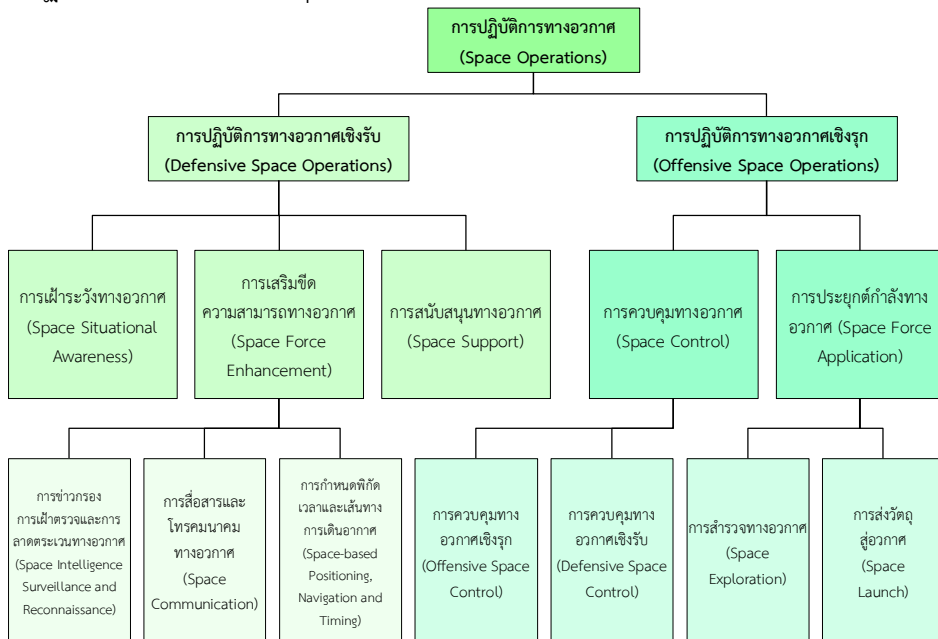 การปฏิบัติการทางอวกาศ
(Space Operations)
การปฏิบัติการทางอวกาศเชิงรับ
(Defensive Space Operations)
การปฏิบัติการทางอวกาศเชิงรุก
(Offensive Space Operations)
การเฝ้าระวังทางอวกาศ
(Space Situational
Awareness)
การเสริมขีด
ความสามารถทางอวกาศ
(Space Force
Enhancement)
การสนับสนุนทางอวกาศ
(Space Support)
การควบคุมทางอวกาศ
(Space Control)
การประยุกต์กำลังทาง
อวกาศ (Space Force
Application)
การข่าวกรอง
การเฝ้าตรวจและการ
ลาดตระเวนทางอวกาศ
(Space Intelligence
Surveillance and
Reconnaissance)
การสื่อสารและ
โทรคมนาคม
ทางอวกาศ
(Space
Communication)
การกำหนดพิกัด
เวลาและเส้นทาง
การเดินอากาศ
(Space-based
Positioning,
Navigation and
Timing)
การควบคุมทาง
อวกาศเชิงรุก
(Offensive Space
Control)
การควบคุมทาง
อวกาศเชิงรับ
(Defensive Space
Control)
การสำรวจทางอวกาศ
(Space
Exploration)
การส่งวัตถุ
สู่อวกาศ
(Space
Launch)